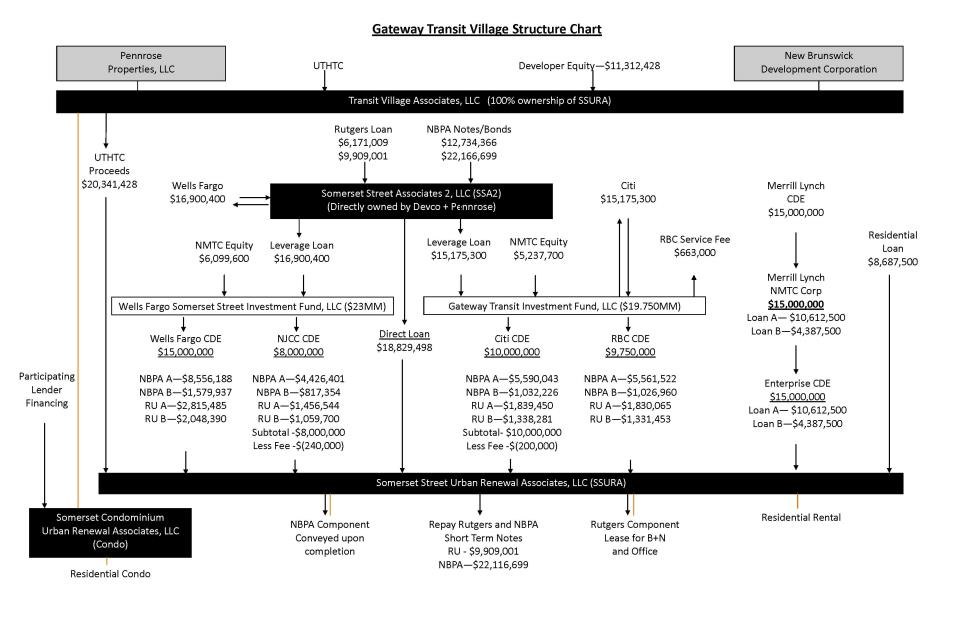 Gateway Transit Village Structure Chart
Pennrose
Properties, LLC
UTHTC
Developer Equity—$11,312,428
New Brunswick
Development Corporation
Transit Village Associates, LLC (100% ownership of SSURA)
UTHTC
Proceeds
$20,341,428
Rutgers Loan
$6,171,009
$9,909,001
NBPA Notes/Bonds
$12,734,366
$22,166,699
Wells Fargo
$16,900,400
Somerset Street Associates 2, LLC (SSA2)
(Directly owned by Devco + Pennrose)
Citi
$15,175,300
Merrill Lynch
CDE
$15,000,000
Residential
Loan
$8,687,500
NMTC Equity
$6,099,600
Leverage Loan
$16,900,400
Leverage Loan
$15,175,300
NMTC Equity
$5,237,700
RBC Service Fee
$663,000
Merrill Lynch
NMTC Corp
$15,000,000
Loan A— $10,612,500
Loan B—$4,387,500
Wells Fargo Somerset Street Investment Fund, LLC ($23MM)
Gateway Transit Investment Fund, LLC ($19.750MM)
Wells Fargo CDE
$15,000,000
NJCC CDE
$8,000,000
Direct Loan
$18,829,498
Citi CDE
$10,000,000
RBC CDE
$9,750,000
Participating
Lender
Financing
NBPA A—$8,556,188
NBPA B—$1,579,937
RU A—$2,815,485
RU B—$2,048,390
NBPA A—$4,426,401
NBPA B—$817,354
RU A—$1,456,544
RU B—$1,059,700
Subtotal -$8,000,000
Less Fee -$(240,000)
NBPA A—$5,590,043
NBPA B—$1,032,226
RU A—$1,839,450
RU B—$1,338,281
Subtotal- $10,000,000
Less Fee -$(200,000)
NBPA A—$5,561,522
NBPA B—$1,026,960
RU A—$1,830,065
RU B—$1,331,453
Enterprise CDE
$15,000,000
Loan A— $10,612,500
Loan B—$4,387,500
Somerset Street Urban Renewal Associates, LLC (SSURA)
Somerset Condominium
Urban Renewal Associates, LLC
(Condo)
Residential Condo
NBPA Component
Conveyed upon
completion
Repay Rutgers and NBPA
Short Term Notes
RU - $9,909,001
NBPA—$22,116,699
Rutgers Component
Lease for B+N
and Office
Residential Rental